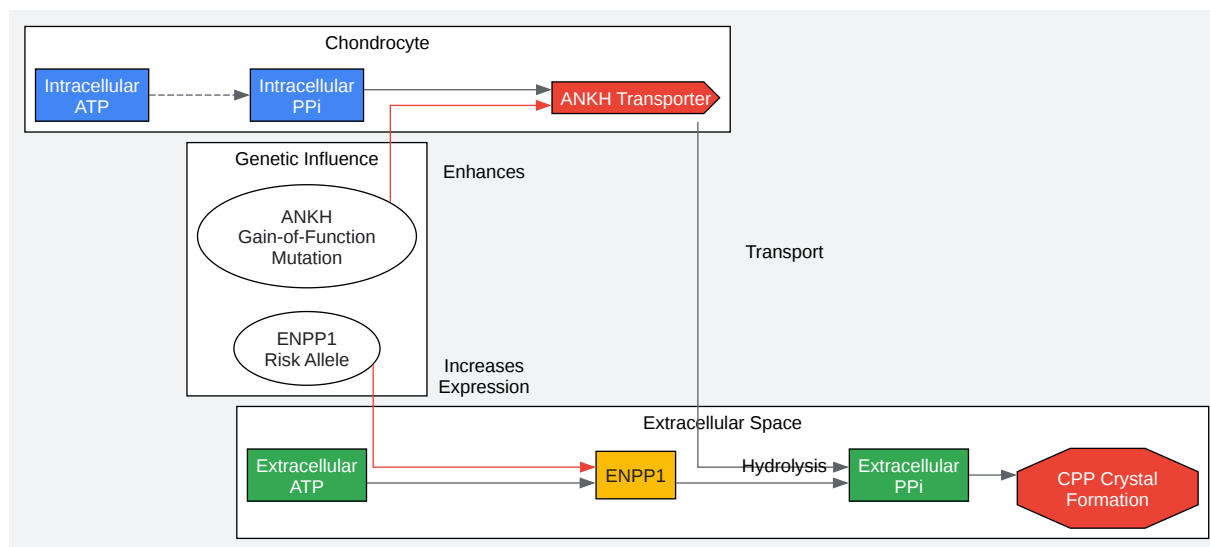 Chondrocyte
Intracellular
ATP
Intracellular
PPi
ANKH Transporter
Genetic Influence
Enhances
ANKH
Gain-of-Function
Mutation
Transport
ENPP1
Risk Allele
Increases
Expression
Extracellular Space
Extracellular
ATP
ENPP1
Hydrolysis
Extracellular
PPi
CPP Crystal
Formation